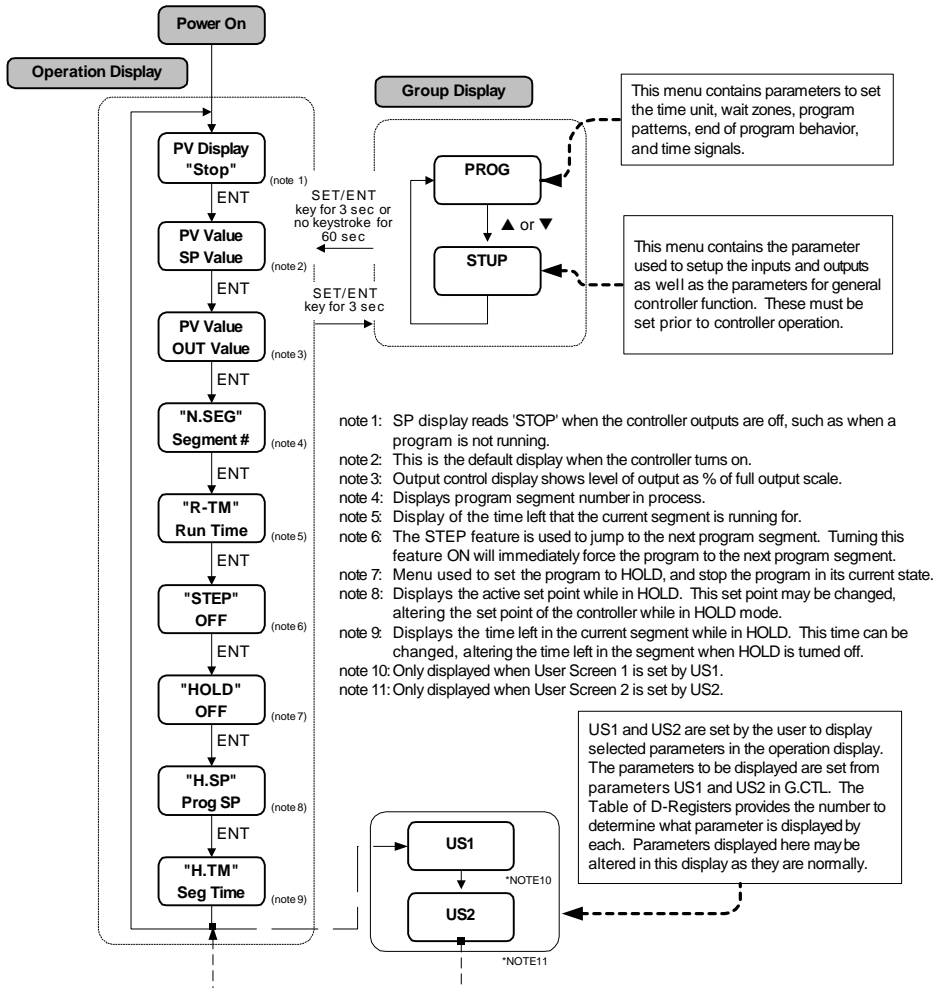 Power On
Operation Display
PV Display
"Stop"
(note 1)
ENT
PV Value
SP Value
(note 2)
ENT
PV Value
OUT Value
(note 3)
ENT
"N.SEG"
Segment #
(note 4)
ENT
"R-TM"
Run Time
(note 5)
ENT
"STEP"
OFF
(note 6)
ENT
"HOLD"
OFF
(note 7)
ENT
"H.SP"
Prog SP
(note 8)
ENT
"H.TM"
Seg Time
(note 9)
SET/ENT
key for 3 sec or
no keystroke for
60 sec
SET/ENT
key for 3 sec
Group Display
PROG
▲ or ▼
STUP
This menu contains parameters to set
the time unit, wait zones, program
patterns, end of program behavior,
and time signals.
This menu contains the parameter
used to setup the inputs and outputs
as well as the parameters for general
controller function. These must be
set prior to controller operation.
note 1: SP display reads 'STOP' when the controller outputs are off, such as when a
program is not running.
note 2: This is the default display when the controller turns on.
note 3: Output control display shows level of output as % of full output scale.
note 4: Displays program segment number in process.
note 5: Display of the time left that the current segment is running for.
note 6: The STEP feature is used to jump to the next program segment. Turning this
feature ON will immediately force the program to the next program segment.
note 7: Menu used to set the program to HOLD, and stop the program in its current state.
note 8: Displays the active set point while in HOLD. This set point may be changed,
altering the set point of the controller while in HOLD mode.
note 9: Displays the time left in the current segment while in HOLD. This time can be
changed, altering the time left in the segment when HOLD is turned off.
note 10: Only displayed when User Screen 1 is set by US1.
note 11: Only displayed when User Screen 2 is set by US2.
US1
*NOTE10
US2
*NOTE11
US1 and US2 are set by the user to display
selected parameters in the operation display.
The parameters to be displayed are set from
parameters US1 and US2 in G.CTL. The
Table of D-Registers provides the number to
determine what parameter is displayed by
each. Parameters displayed here may be
altered in this display as they are normally.